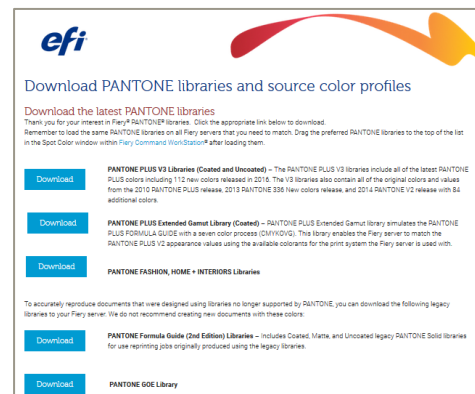 efi
Download PANTONE libraries and source color profiles
Download the latest PANTONE libraries
Thank you for your interest in Fiery® PANTONE® libraries. Click the appropriate link below to download.
Remember to load the same PANTONE libraries on all Fiery servers that you need to match. Drag the preferred PANTONE libraries to the top of the list
in the Spot Color window within Fiery Command WorkStation® after loading them.
Download
PANTONE PLUS V3 Libraries (Coated and Uncoated) – The PANTONE PLUS V3 libraries include all of the latest PANTONE
PLUS colors including 112 new colors released in 2016. The V3 libraries also contain all of the original colors and values
from the 2010 PANTONE PLUS release, 2013 PANTONE 336 New colors release, and 2014 PANTONE V2 release with 84
additional colors.
Download
PANTONE PLUS Extended Gamut Library (Coated) – PANTONE PLUS Extended Gamut library simulates the PANTONE
PLUS FORMULA GUIDE with a seven color process (CMYKOVG). This library enables the Fiery server to match the
PANTONE PLUS V2 appearance values using the available colorants for the print system the Fiery server is used with.
Download
PANTONE FASHION, HOME + INTERIORS Libraries
To accurately reproduce documents that were designed using libraries no longer supported by PANTONE, you can download the following legacy
libraries to your Fiery server. We do not recommend creating new documents with these colors:
Download
PANTONE Formula Guide (2nd Edition) Libraries – Includes Coated, Matte, and Uncoated legacy PANTONE Solid libraries
for use reprinting jobs originally produced using the legacy libraries.
Download
PANTONE GOE Library